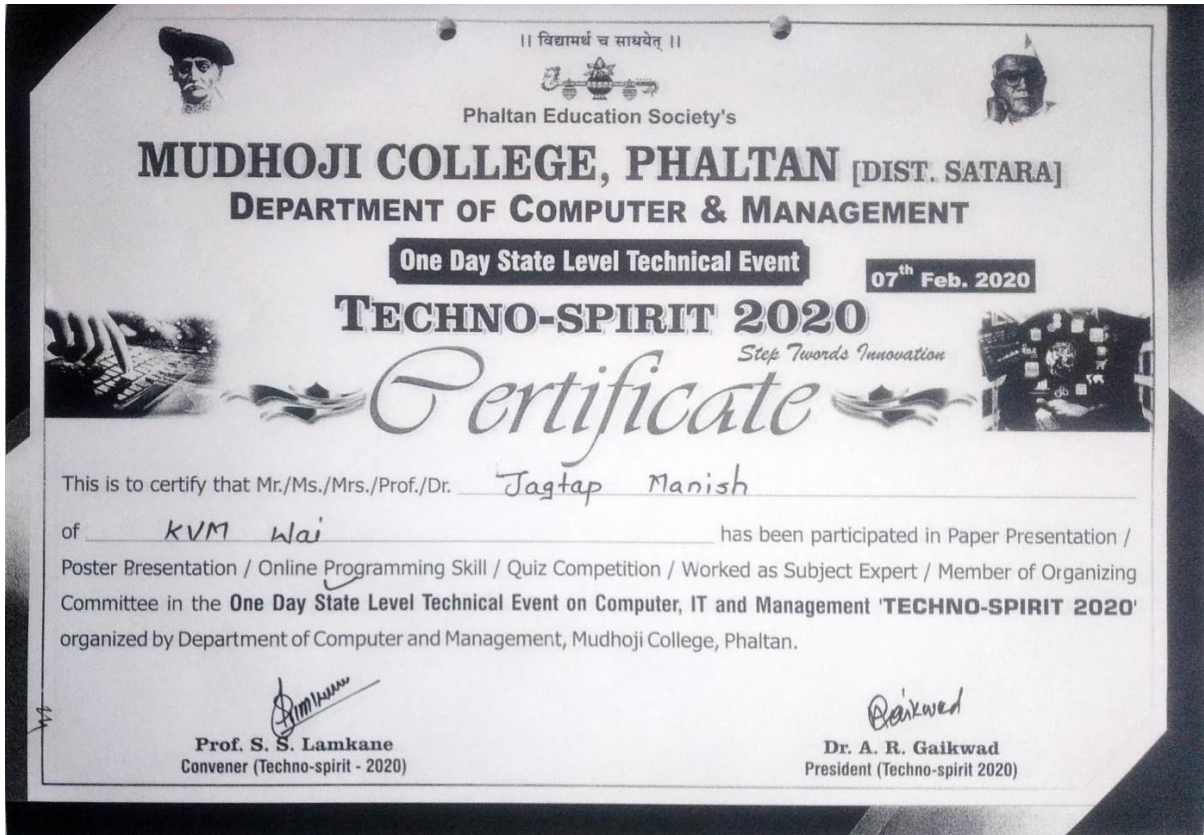 ।। विद्यामर्थ च साधयेत् ।।
Phaltan Education Society's
MUDHOJI COLLEGE, PHALTAN [DIST. SATARA]
DEPARTMENT OF COMPUTER & MANAGEMENT
One Day State Level Technical Event
07th Feb. 2020
TECHNO-SPIRIT 2020
Step Twords Innovation
Certificate
This is to certify that Mr./Ms./Mrs./Prof./Dr. Jagtap Manish
of KVM Wai has been participated in Paper Presentation /
Poster Presentation / Online Programming Skill / Quiz Competition / Worked as Subject Expert / Member of Organizing
Committee in the One Day State Level Technical Event on Computer, IT and Management 'TECHNO-SPIRIT 2020'
organized by Department of Computer and Management, Mudhoji College, Phaltan.
Gaikwad
Prof. S. S. Lamkane
Convener (Techno-spirit - 2020)
Dr. A. R. Gaikwad
President (Techno-spirit 2020)